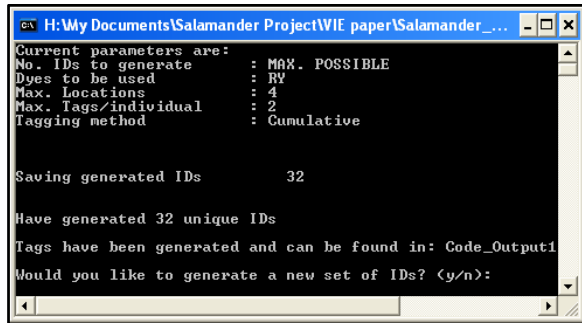 H:\My Documents\Salamander Project\VIE paper\Salamander_...
Current parameters are:
No. IDs to generate : MAX. POSSIBLE
Dyes to be used : RY
Max. Locations : 4
Max. Tags/individual : 2
Tagging method : Cumulative
Saving generated IDs 32
Have generated 32 unique IDs
Tags have been generated and can be found in: Code_Output1
Would you like to generate a new set of IDs? (y/n):